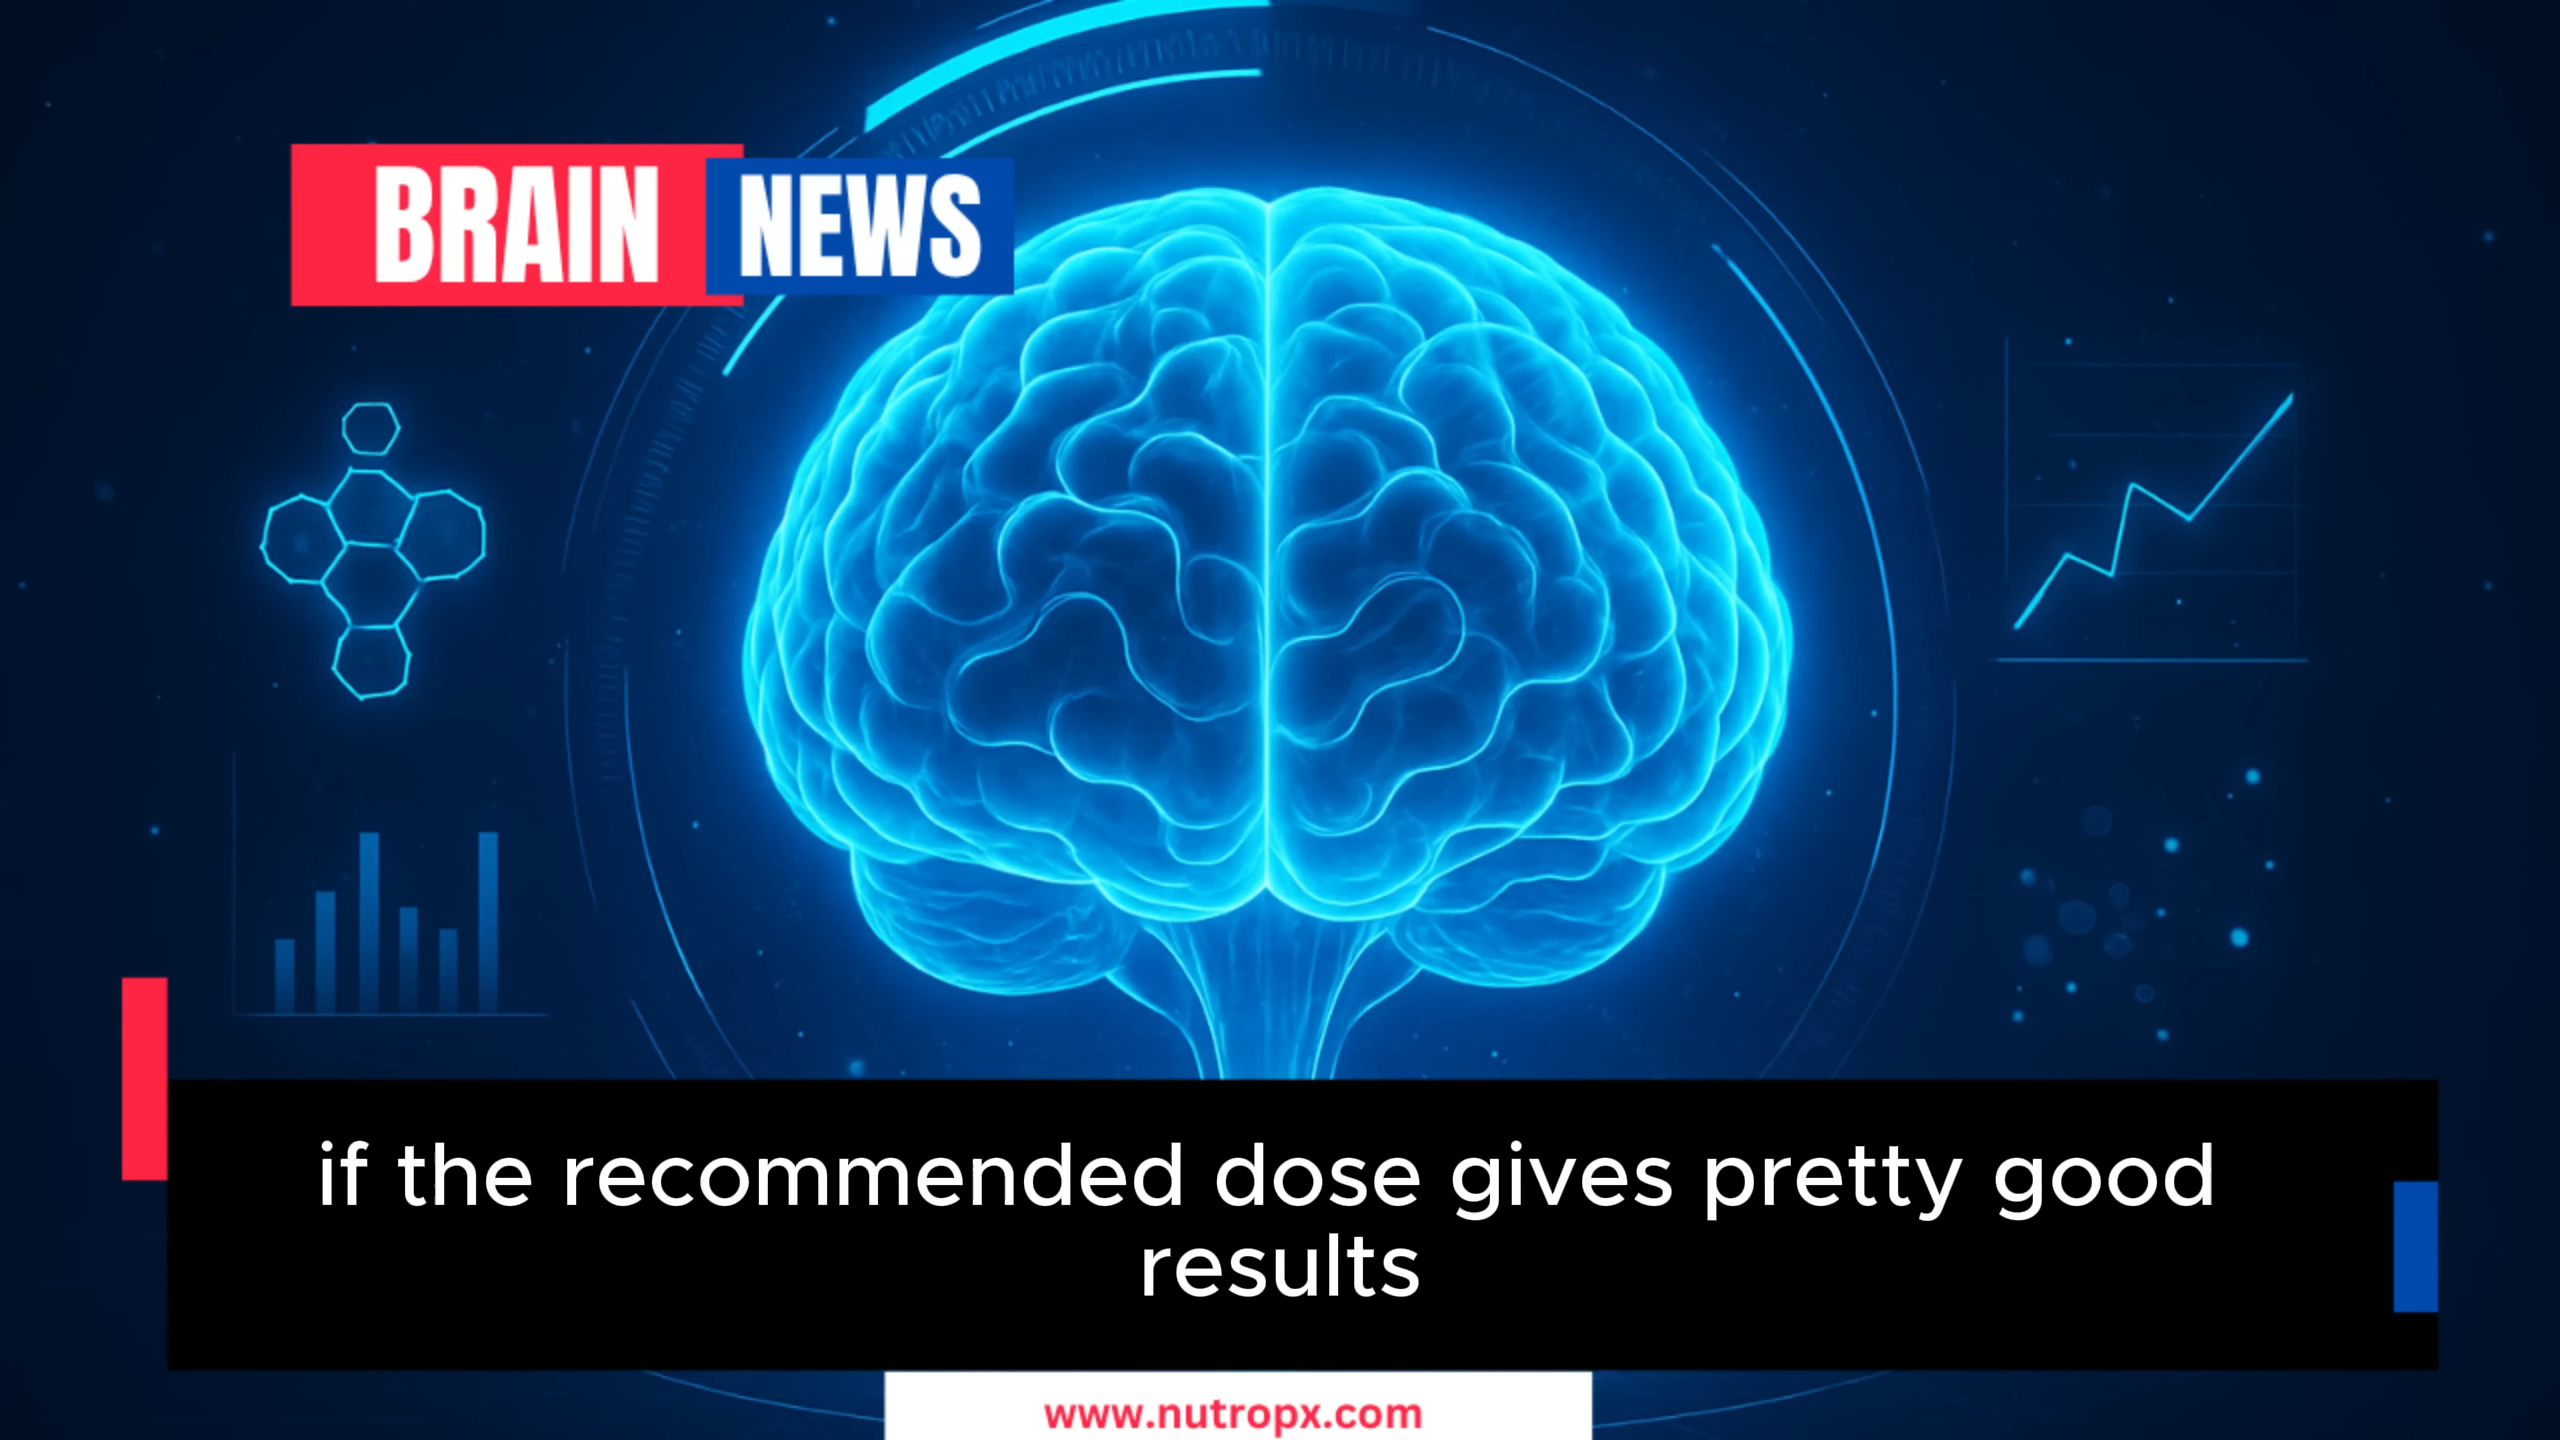 BRAIN NEWS
if the recommended dose gives pretty good
results
www.nutropx.com